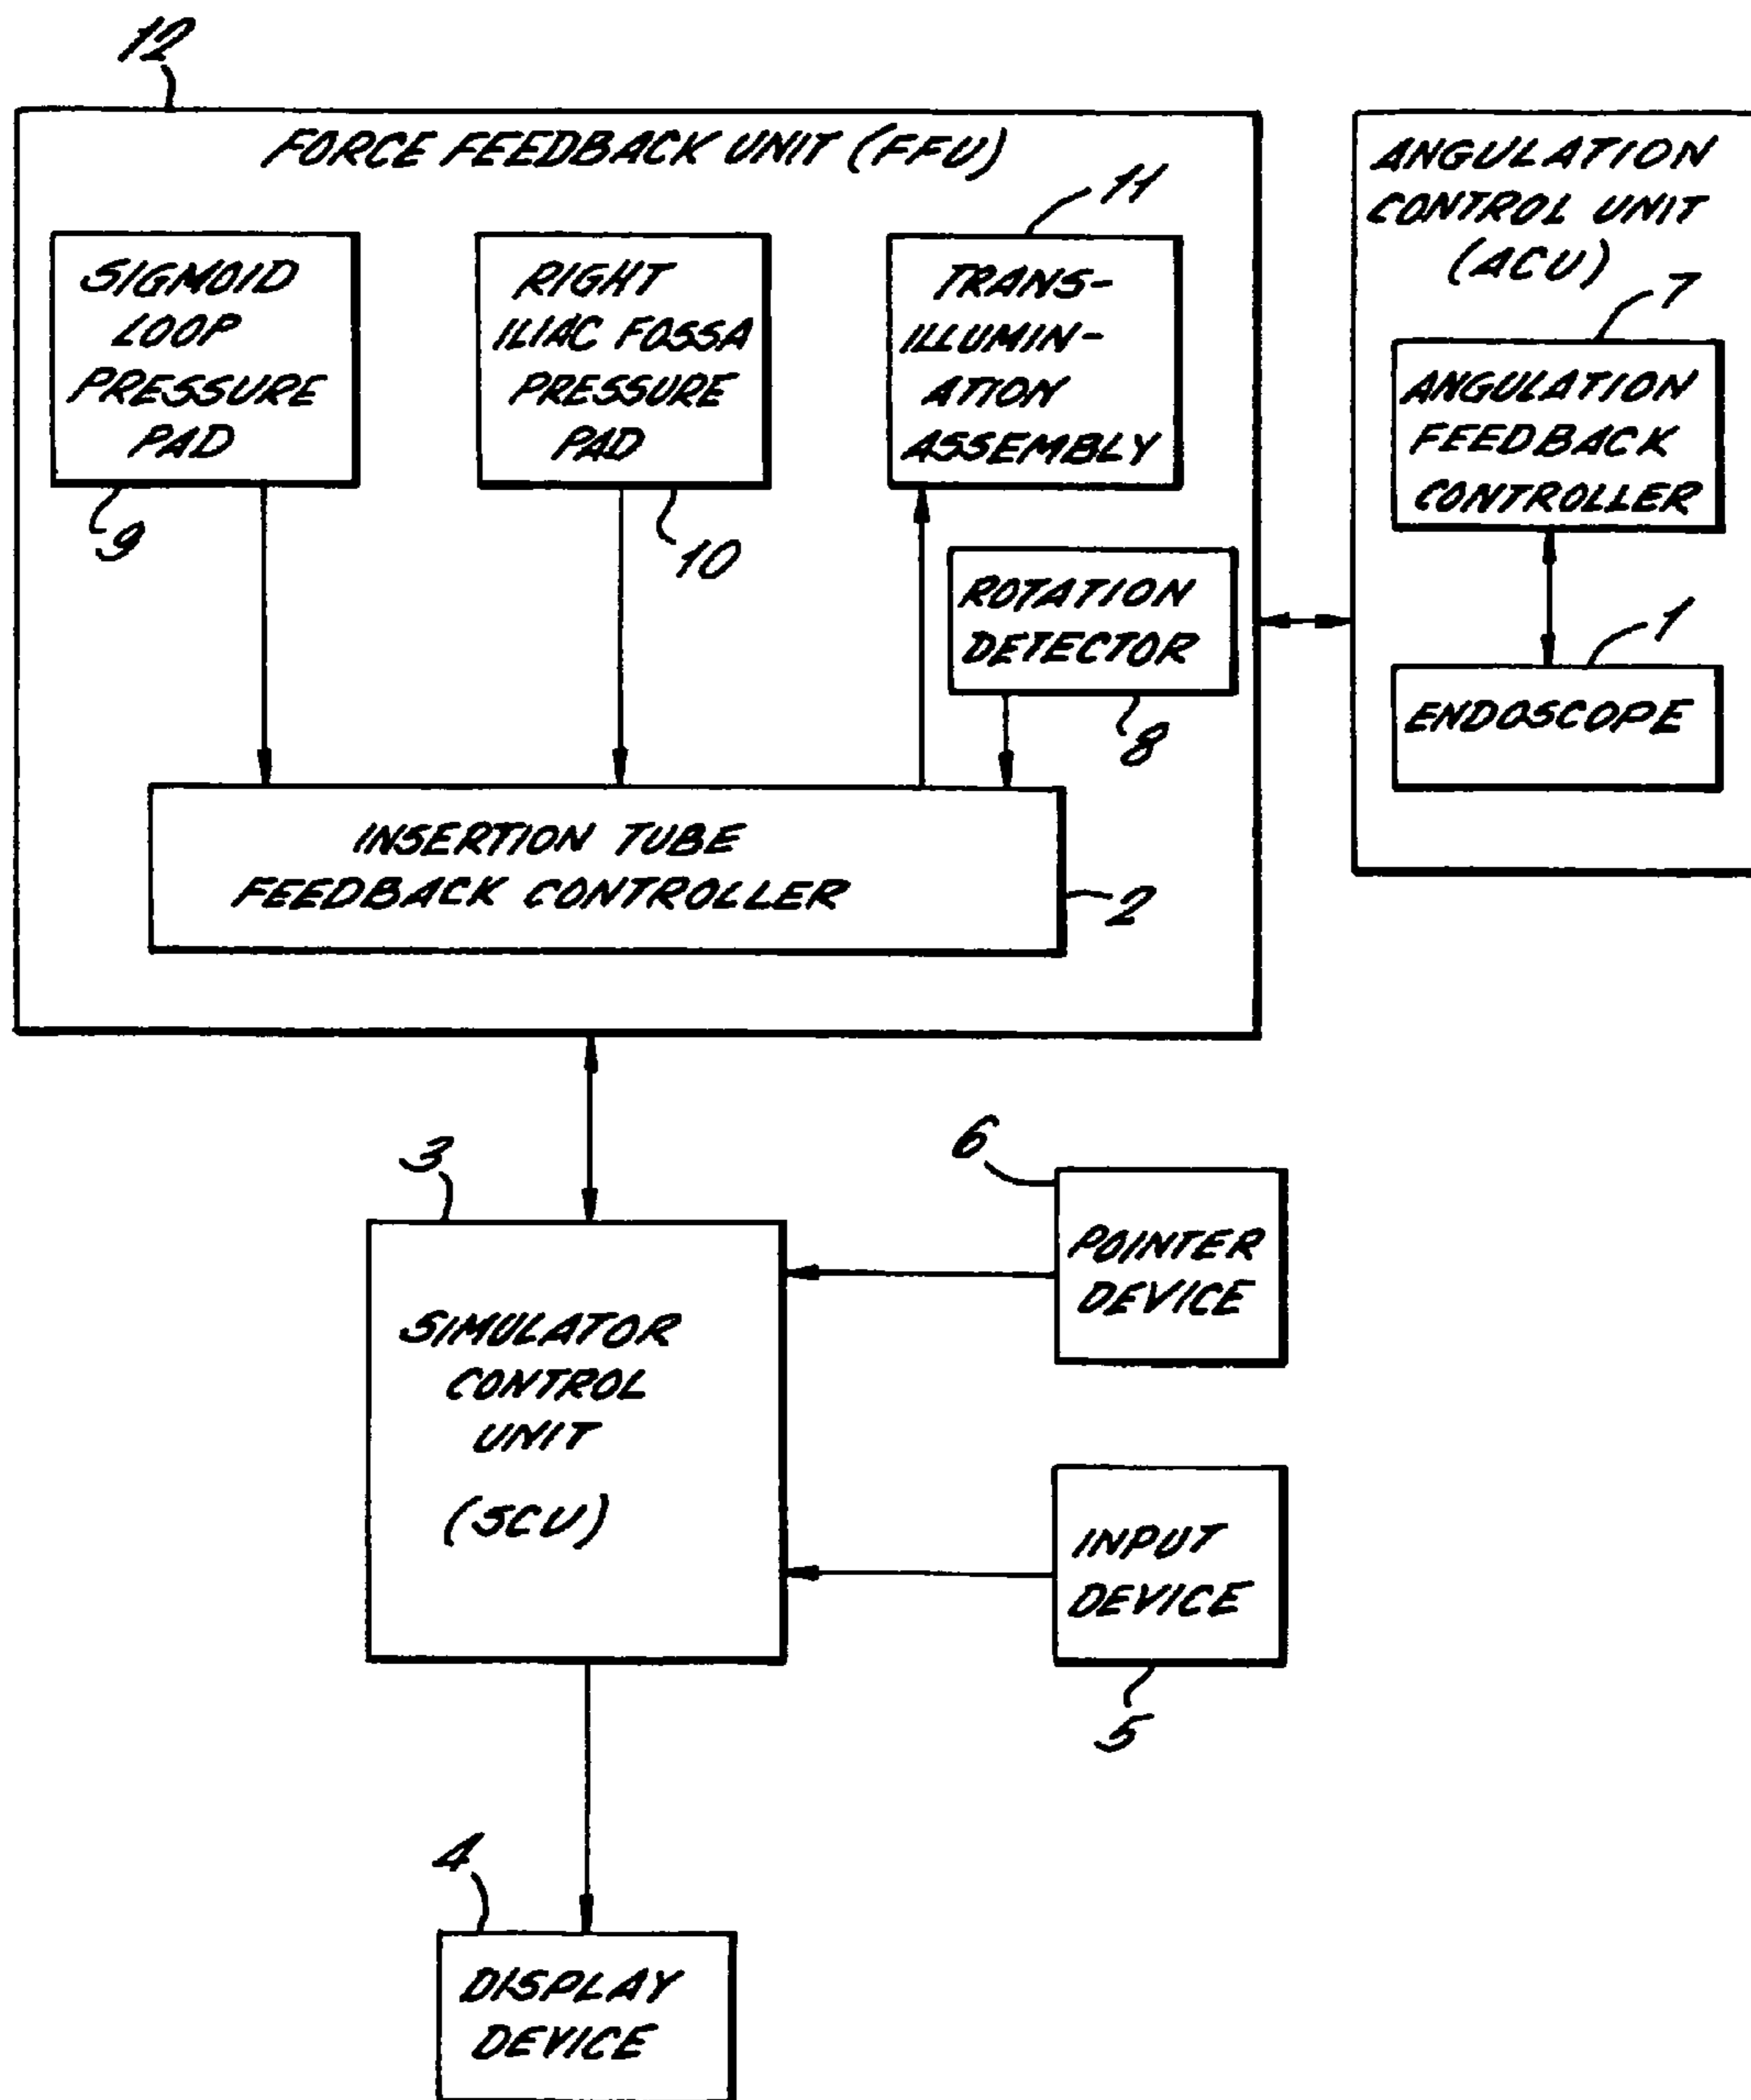 12
FORCE FEEDBACK UNIT (FFU)
11
SIGMOID
LOOP
PRESSURE
PAD
9
RIGHT
ILIAC FOSSA
PRESSURE
PAD
10
TRANS-
ILLUMIN-
ATION
ASSEMBLY
ROTATION
DETECTOR
8
INSERTION TUBE
FEEDBACK CONTROLLER
2
ANGULATION
CONTROL UNIT
(ACU)
7
ANGULATION
FEEDBACK
CONTROLLER
1
ENDOSCOPE
3
SIMULATOR
CONTROL
UNIT
(SCU)
6
POINTER
DEVICE
INPUT
DEVICE
5
4
DISPLAY
DEVICE